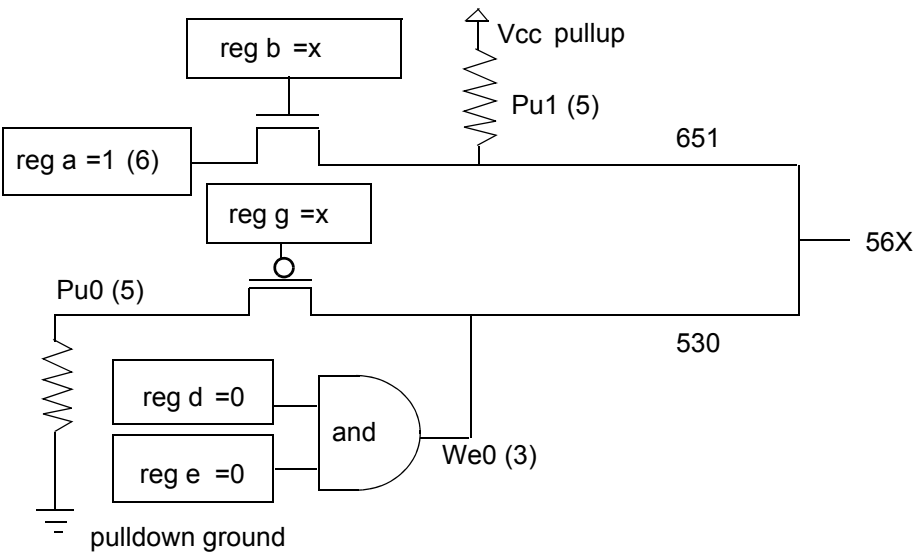 reg b =x
Vcc pullup
Pu1 (5)
651
reg a =1 (6)
reg g =x
56X
Pu0 (5)
530
reg d =0
and
We0 (3)
reg e =0
pulldown ground